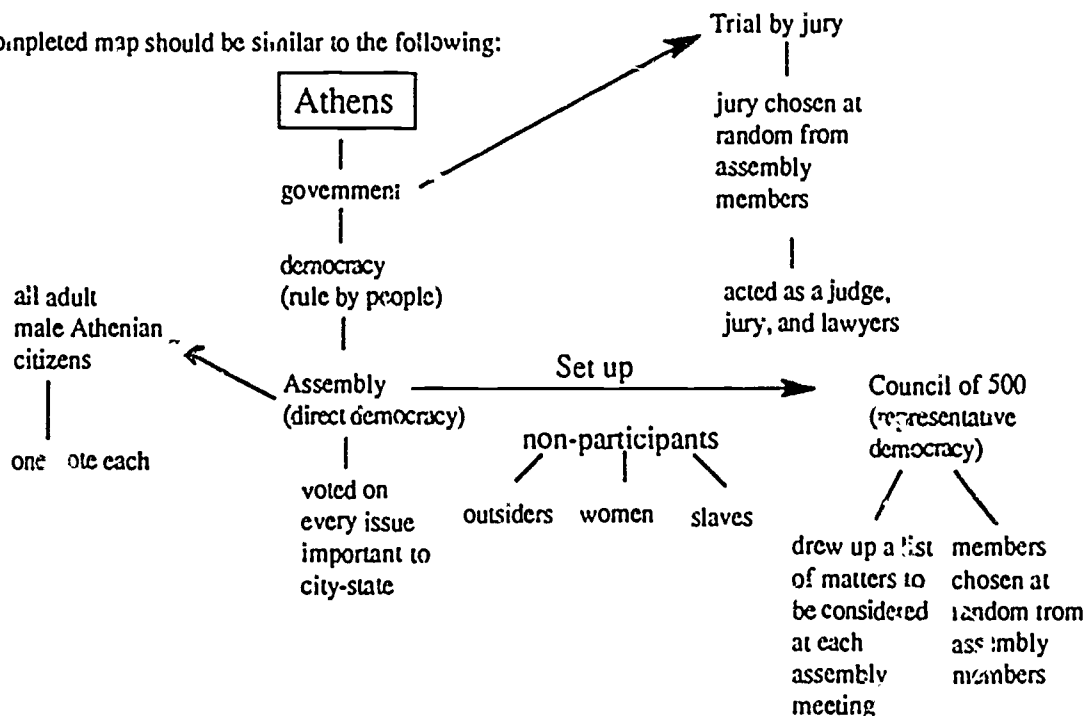 completed map should be similar to the following:
Athens
government
democracy
(rule by people)
Assembly
(direct democracy)
voted on
every issue
important to
city-state
all adult
male Athenian
citizens
one vote each
Trial by jury
jury chosen at
random from
assembly
members
acted as a judge,
jury, and lawyers
Set up
non-participants
outsiders
women
slaves
Council of 500
(representative
democracy)
drew up a list
of matters to
be considered
at each
assembly
meeting
members
chosen at
random from
assembly
members